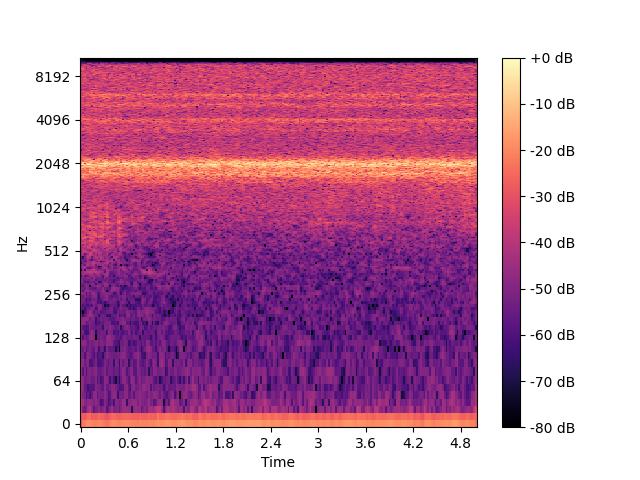 8192
4096
2048
1024
512
256
128
64
0
Hz
0 0.6 1.2 1.8 2.4 3 3.6 4.2 4.8
Time
+0 dB
-10 dB
-20 dB
-30 dB
-40 dB
-50 dB
-60 dB
-70 dB
-80 dB